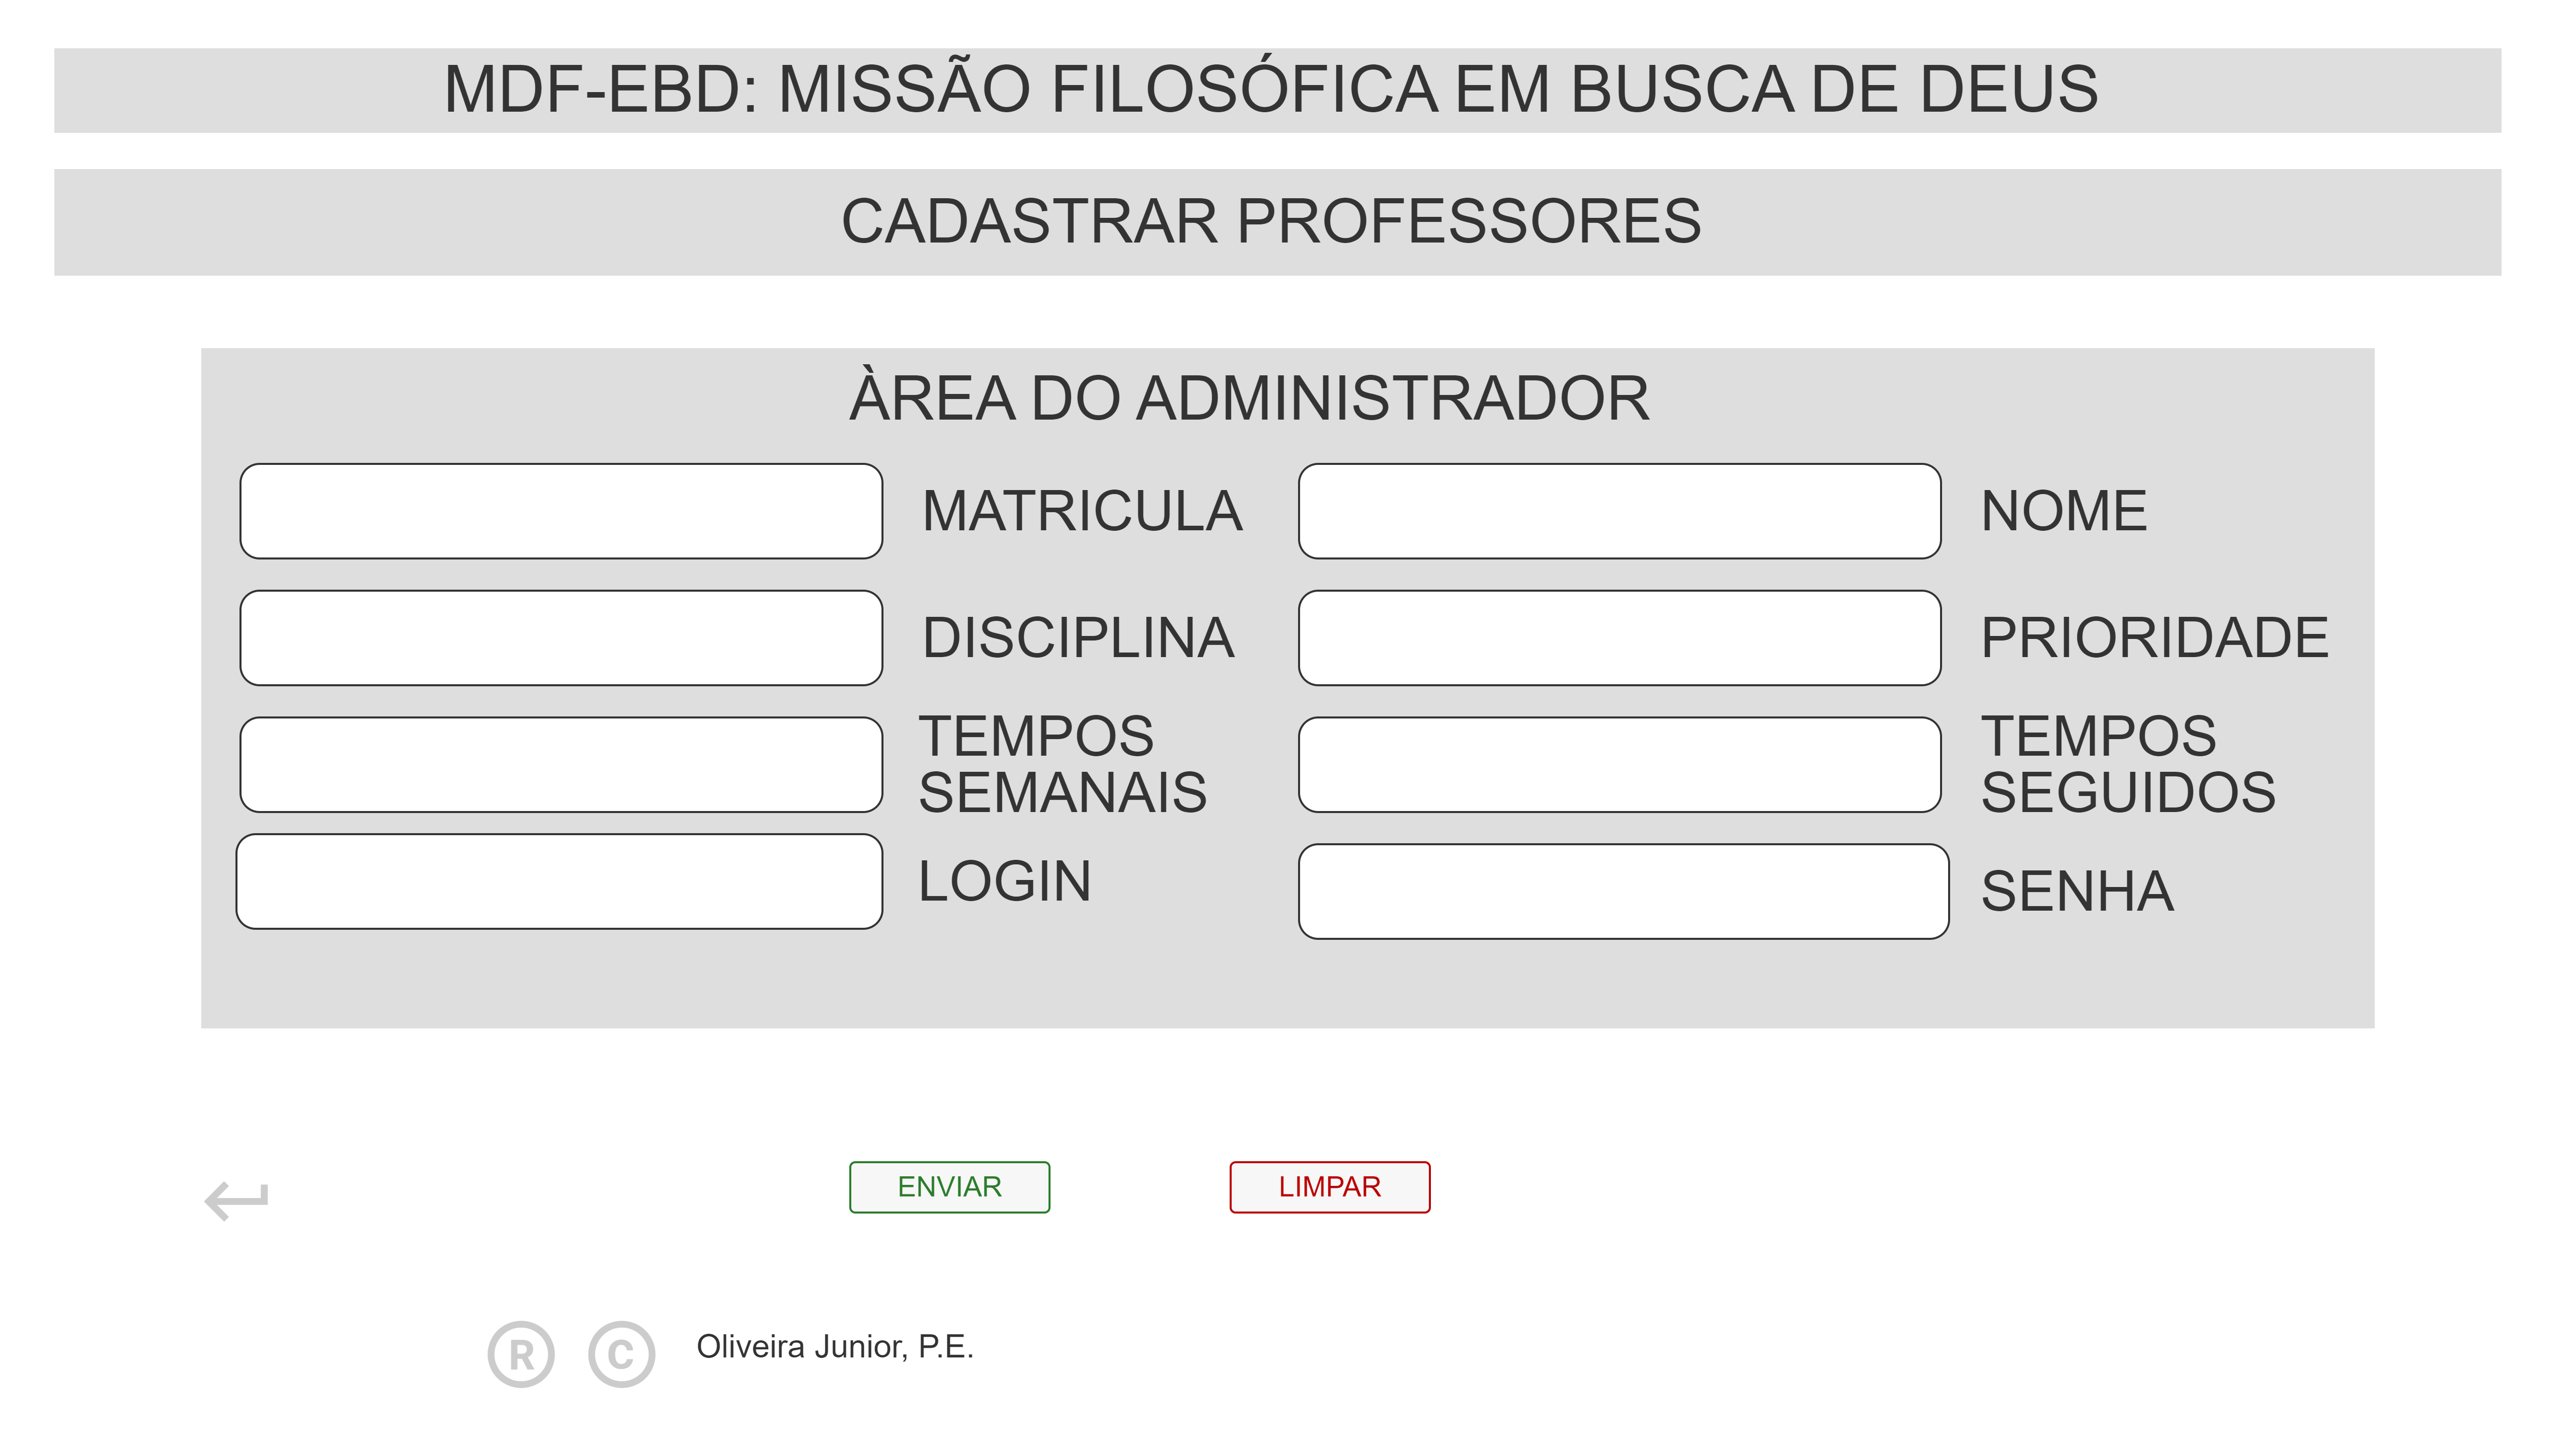 MDF-EBD: MISSÃO FILOSÓFICA EM BUSCA DE DEUS
CADASTRAR PROFESSORES
ÀREA DO ADMINISTRADOR
MATRICULA
NOME
DISCIPLINA
PRIORIDADE
TEMPOS
SEMANAIS
TEMPOS
SEGUIDOS
LOGIN
SENHA
ENVIAR
LIMPAR
R C Oliveira Junior, P.E.